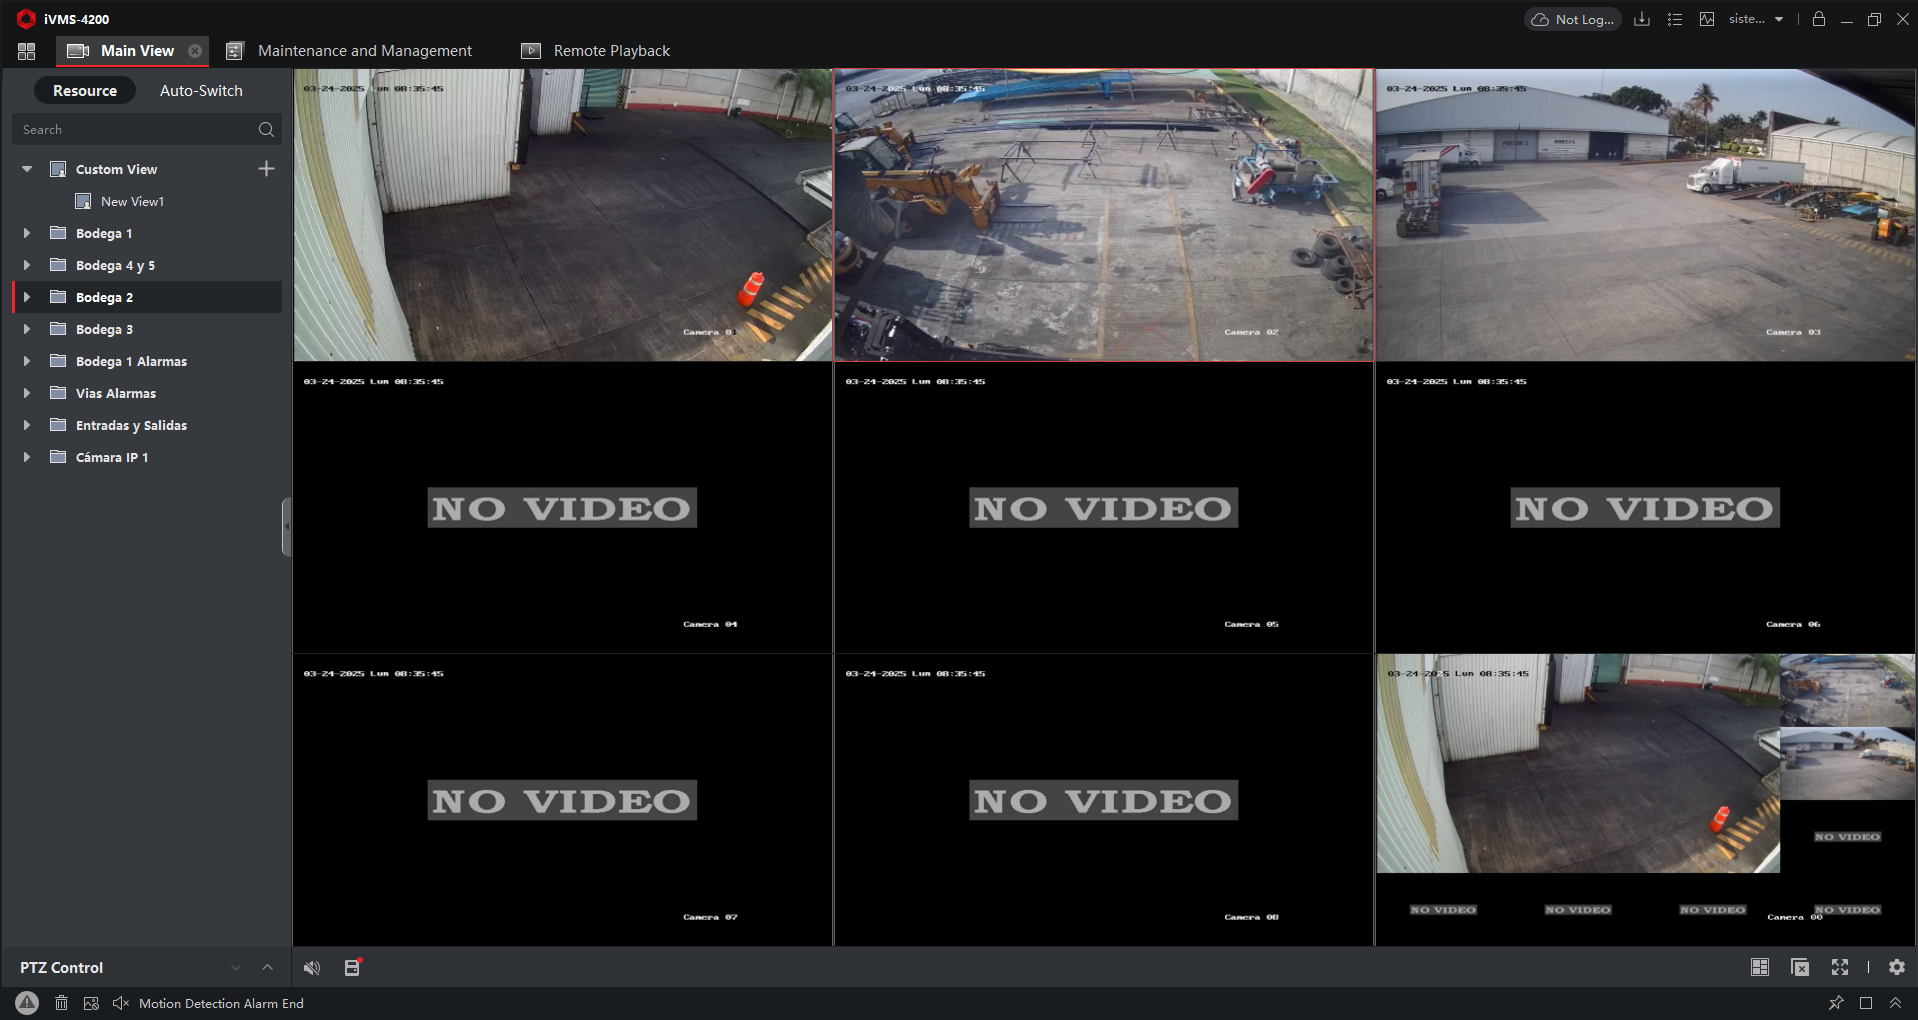 iVMS-4200
Not Log...
siste...
Main View
Maintenance and Management
Remote Playback
Resource
Auto-Switch
Search
Custom View
New View1
Bodega 1
Bodega 4 y 5
Bodega 2
Bodega 3
Bodega 1 Alarmas
Vias Alarmas
Entradas y Salidas
Cámara IP 1
03-24-2025 Lun 08:35:45
Camera 01
03-24-2025 Lun 08:35:45
Camera 02
03-24-2025 Lun 08:35:45
Camera 03
03-24-2025 Lun 08:35:45
NO VIDEO
Camera 04
03-24-2025 Lun 08:35:45
NO VIDEO
Camera 05
03-24-2025 Lun 08:35:45
NO VIDEO
Camera 06
03-24-2025 Lun 08:35:45
NO VIDEO
Camera 07
03-24-2025 Lun 08:35:45
NO VIDEO
Camera 08
03-24-2025 Lun 08:35:45
NO VIDEO
NO VIDEO
NO VIDEO
NO VIDEO
NO VIDEO
Camera 00
PTZ Control
Motion Detection Alarm End